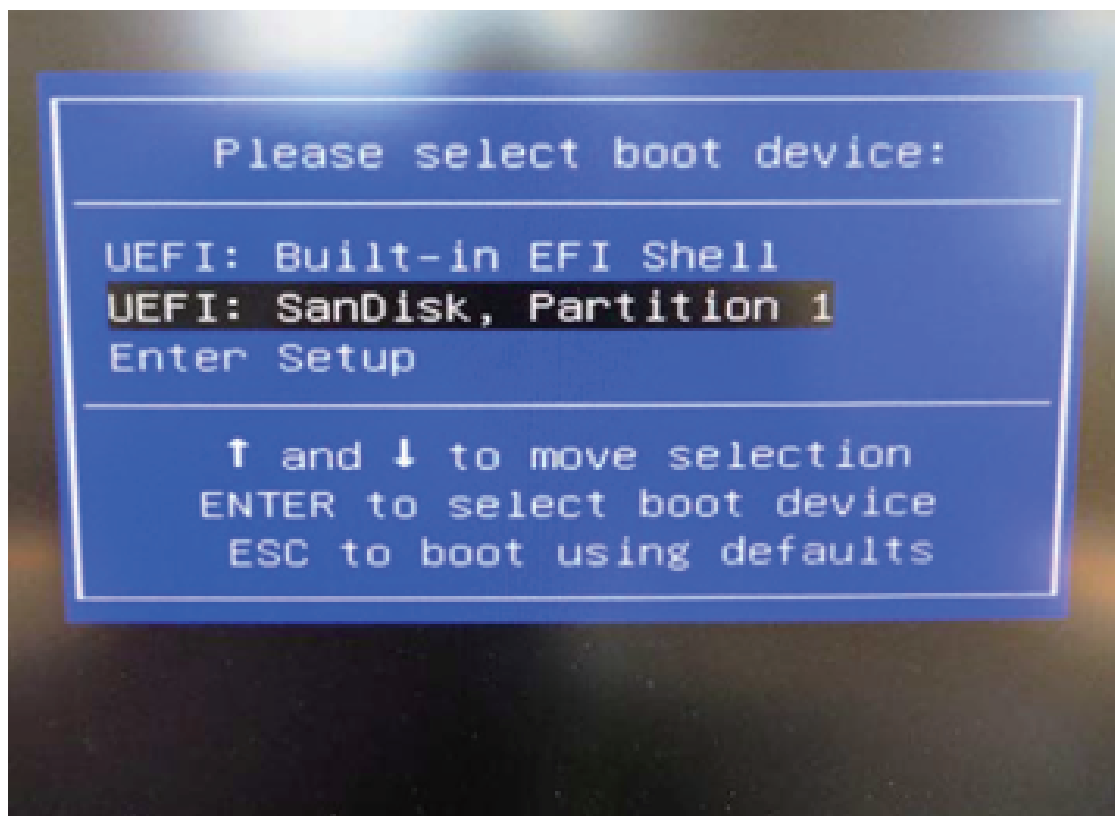 Please select boot device:
UEFI: Built-in EFI Shell
UEFI: SanDisk, Partition 1
Enter Setup
↑ and ↓ to move selection
ENTER to select boot device
ESC to boot using defaults